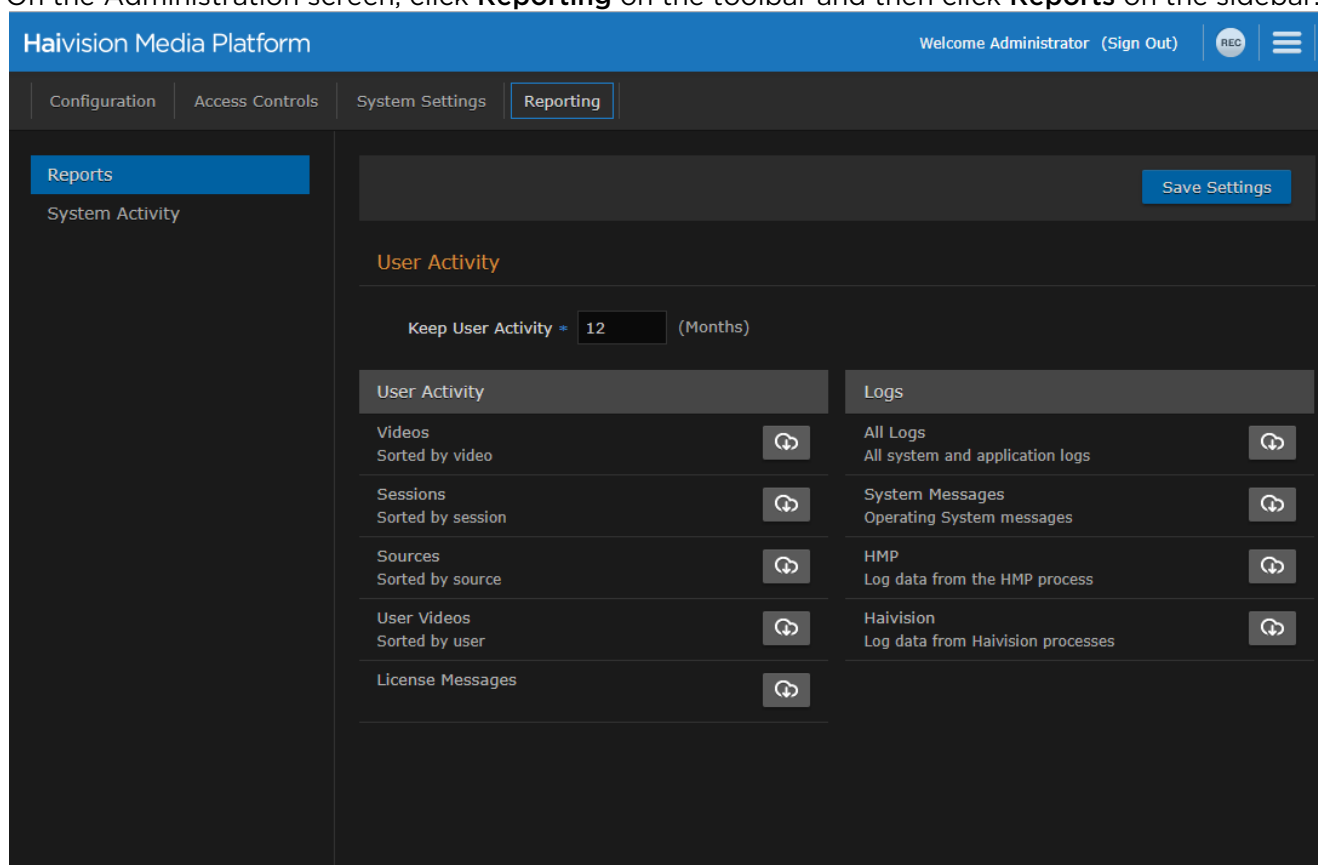 On the Administration screen, click Reporting on the toolbar and then click Reports on the sidebar.
Haivision Media Platform
Welcome Administrator (Sign Out)
REC
Configuration
Access Controls
System Settings
Reporting
Reports
System Activity
Save Settings
User Activity
Keep User Activity * 12 (Months)
User Activity
Videos
Sorted by video
Sessions
Sorted by session
Sources
Sorted by source
User Videos
Sorted by user
License Messages
Logs
All Logs
All system and application logs
System Messages
Operating System messages
HMP
Log data from the HMP process
Haivision
Log data from Haivision processes